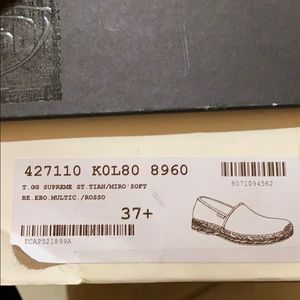 427110 K0L80 8960
8071094562
T.GG SUPREME ST.TIAN/MIRO'SOFT
BE.EBO.MULTIC./ROSSO
37+
ECAP521899A